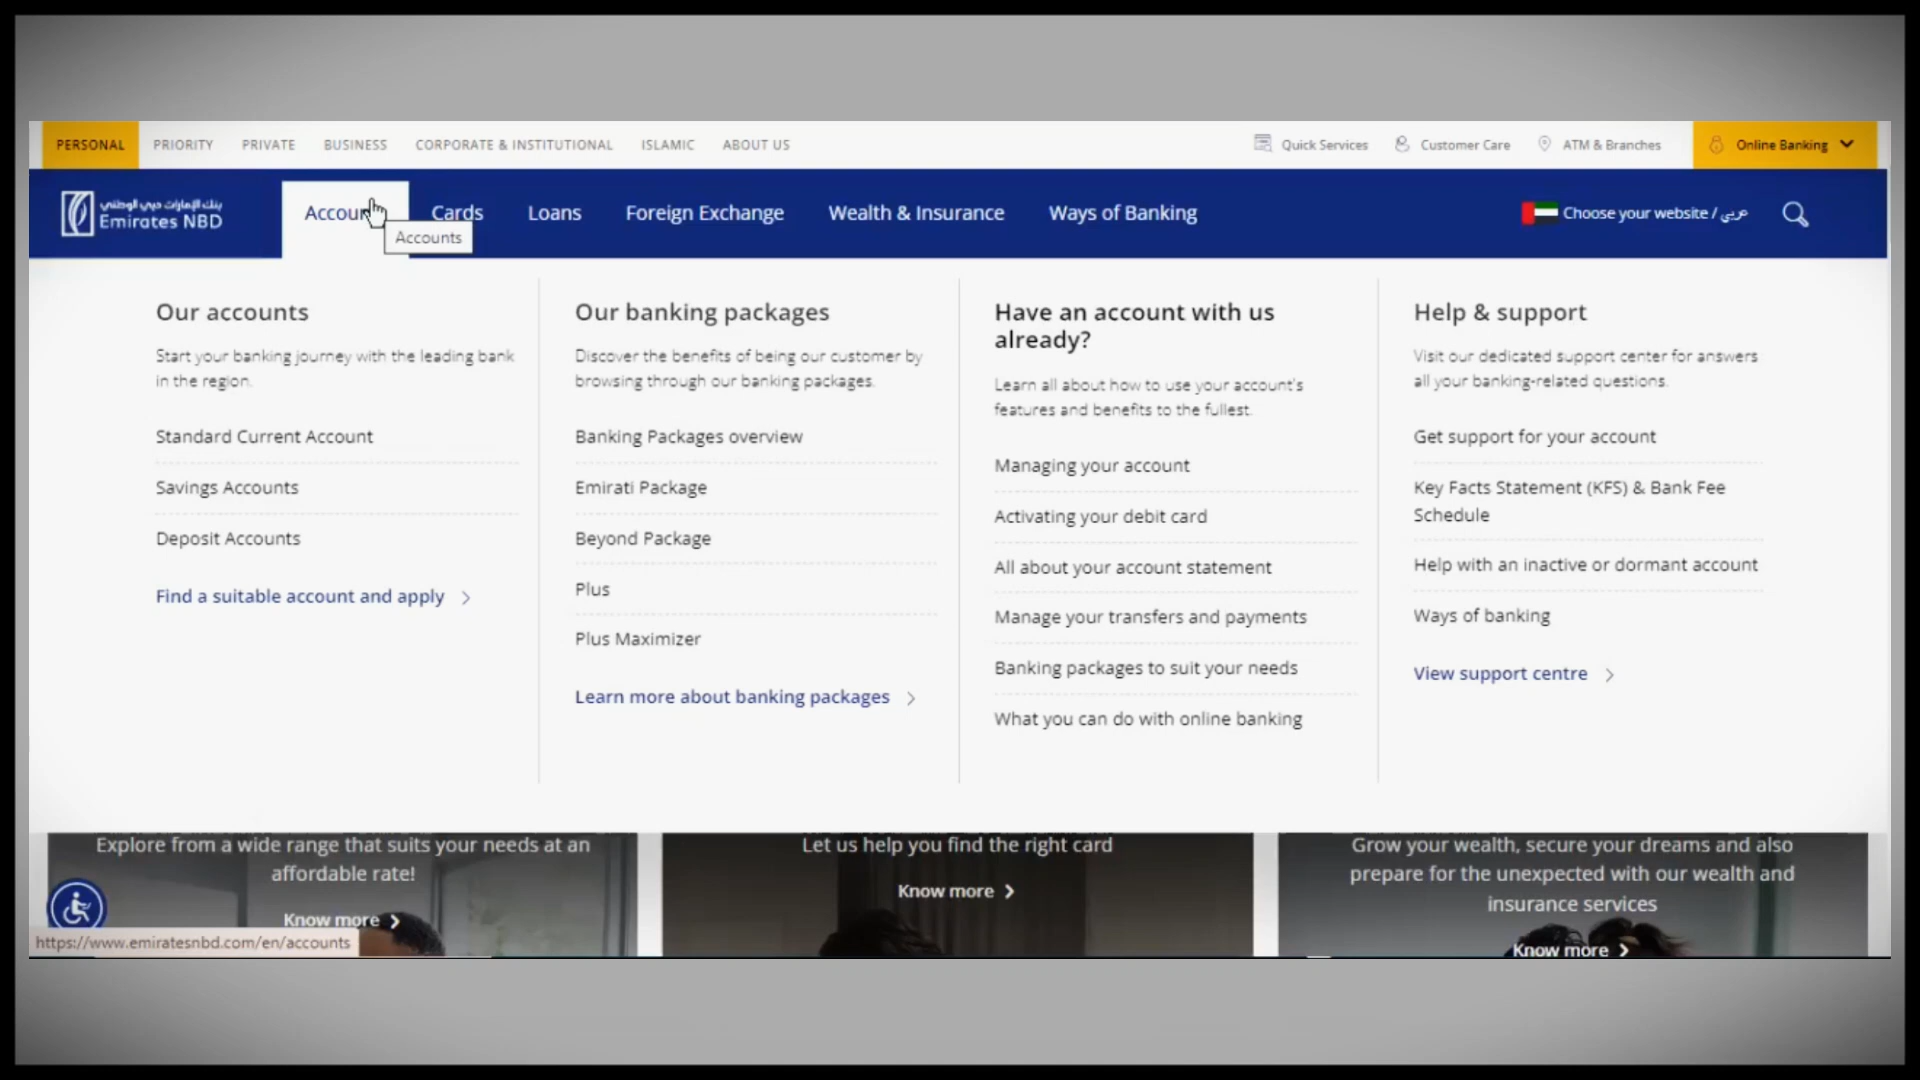 PERSONAL PRIORITY PRIVATE BUSINESS CORPORATE & INSTITUTIONAL ISLAMIC ABOUT US Quick Services Customer Care ATM & Branches Online Banking
بنك الإمارات دبي الوطني
Emirates NBD
Accoun Cards Loans Foreign Exchange Wealth & Insurance Ways of Banking Choose your website / عربي
Accounts
Our accounts
Start your banking journey with the leading bank
in the region.
Standard Current Account
Savings Accounts
Deposit Accounts
Find a suitable account and apply
Our banking packages
Discover the benefits of being our customer by
browsing through our banking packages.
Banking Packages overview
Emirati Package
Beyond Package
Plus
Plus Maximizer
Learn more about banking packages
Have an account with us
already?
Learn all about how to use your account's
features and benefits to the fullest.
Managing your account
Activating your debit card
All about your account statement
Manage your transfers and payments
Banking packages to suit your needs
What you can do with online banking
Help & support
Visit our dedicated support center for answers
all your banking-related questions.
Get support for your account
Key Facts Statement (KFS) & Bank Fee
Schedule
Help with an inactive or dormant account
Ways of banking
View support centre
Explore from a wide range that suits your needs at an
affordable rate!
Know more
Let us help you find the right card
Know more
Grow your wealth, secure your dreams and also
prepare for the unexpected with our wealth and
insurance services
Know more
https://www.emiratesnbd.com/en/accounts